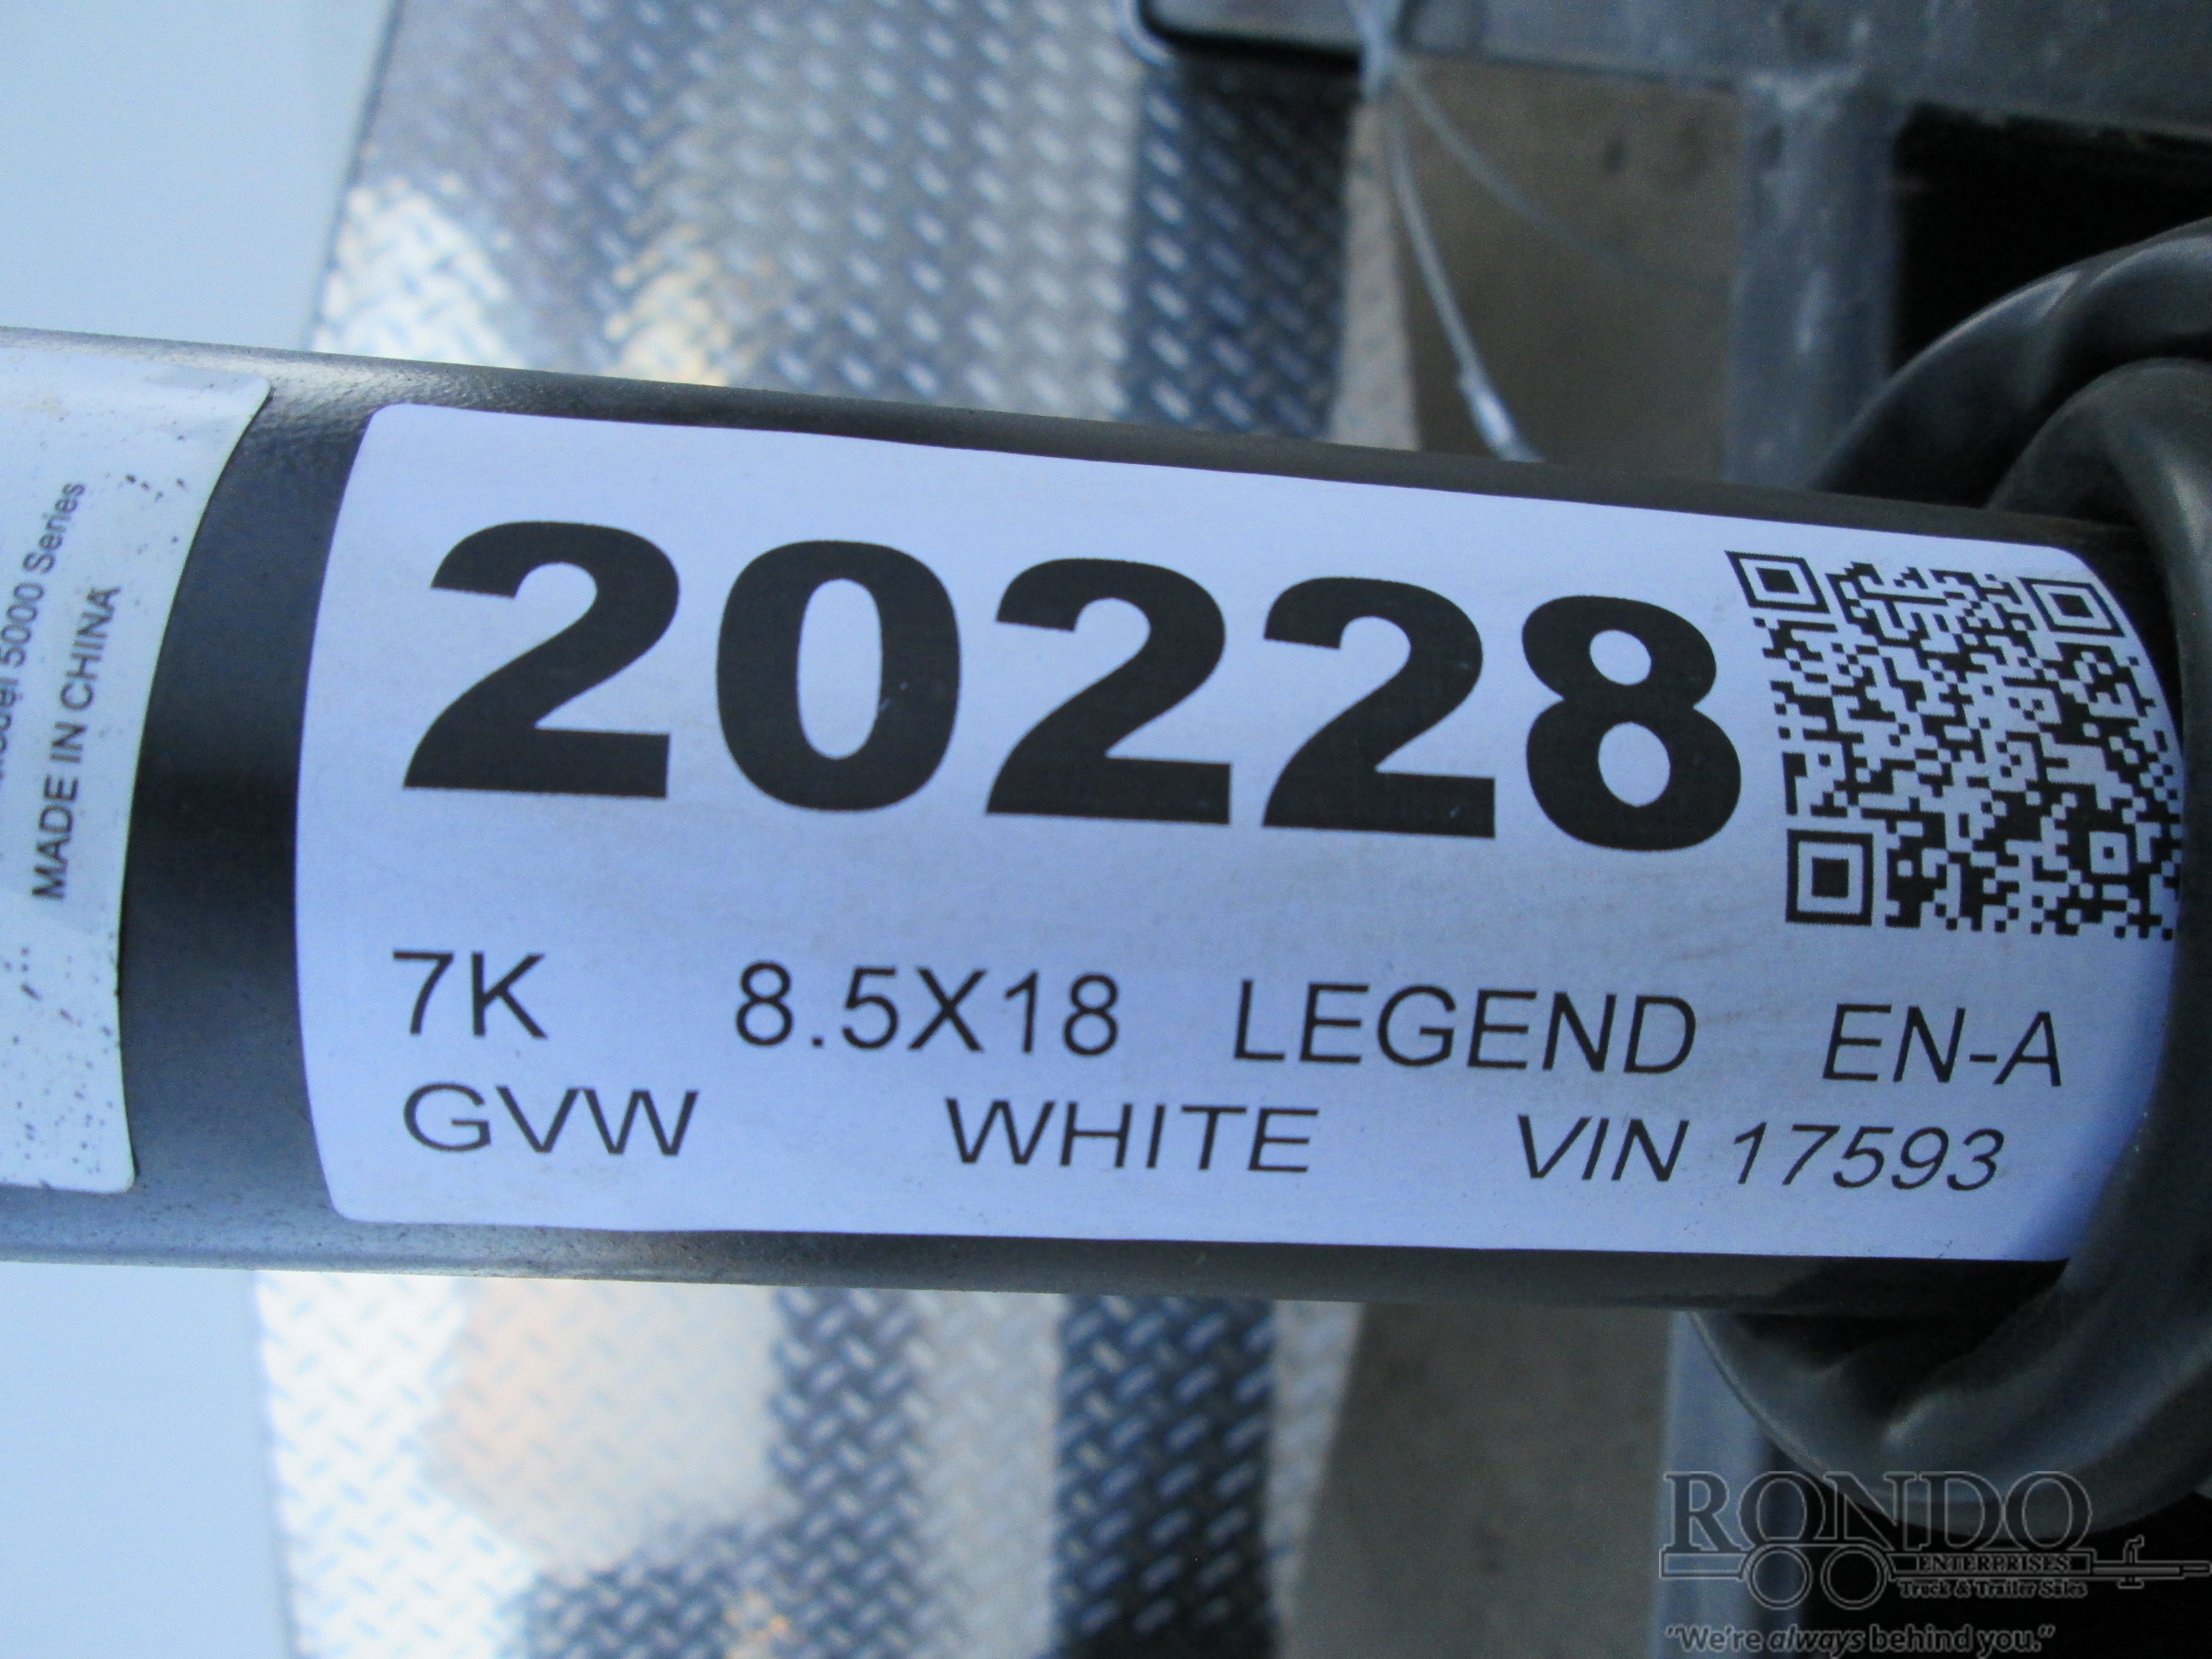 5000 Series
MADE IN CHINA
20228
7K 8.5X18 LEGEND EN-A
GVW WHITE VIN 17593
RONDO
ENTERPRISES
Truck & Trailer Sales
"We're always behind you."